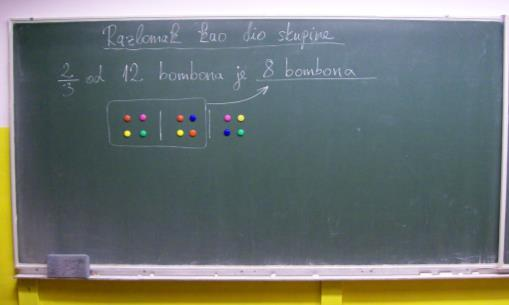 Razlomak kao dio skupine
2/3 od 12 bombona je 8 bombona